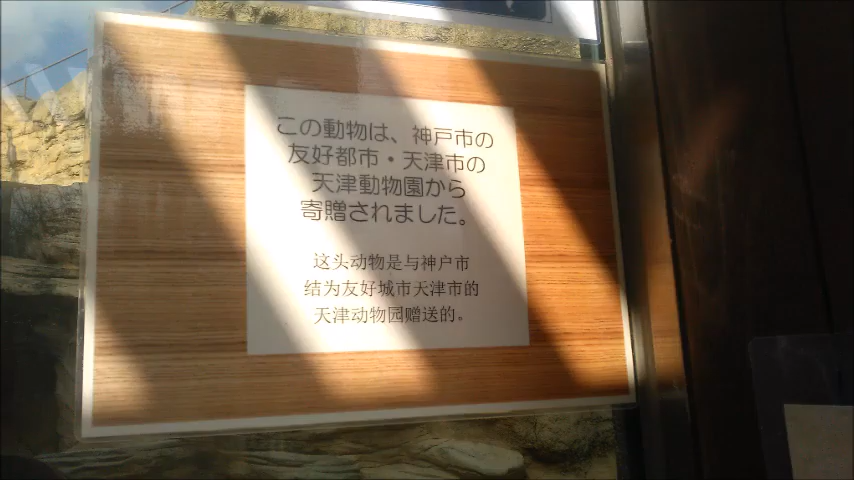 この動物は、神戸市の
友好都市・天津市の
天津動物園から
寄贈されました。
这头动物是与神户市
结为友好城市天津市的
天津动物园赠送的。